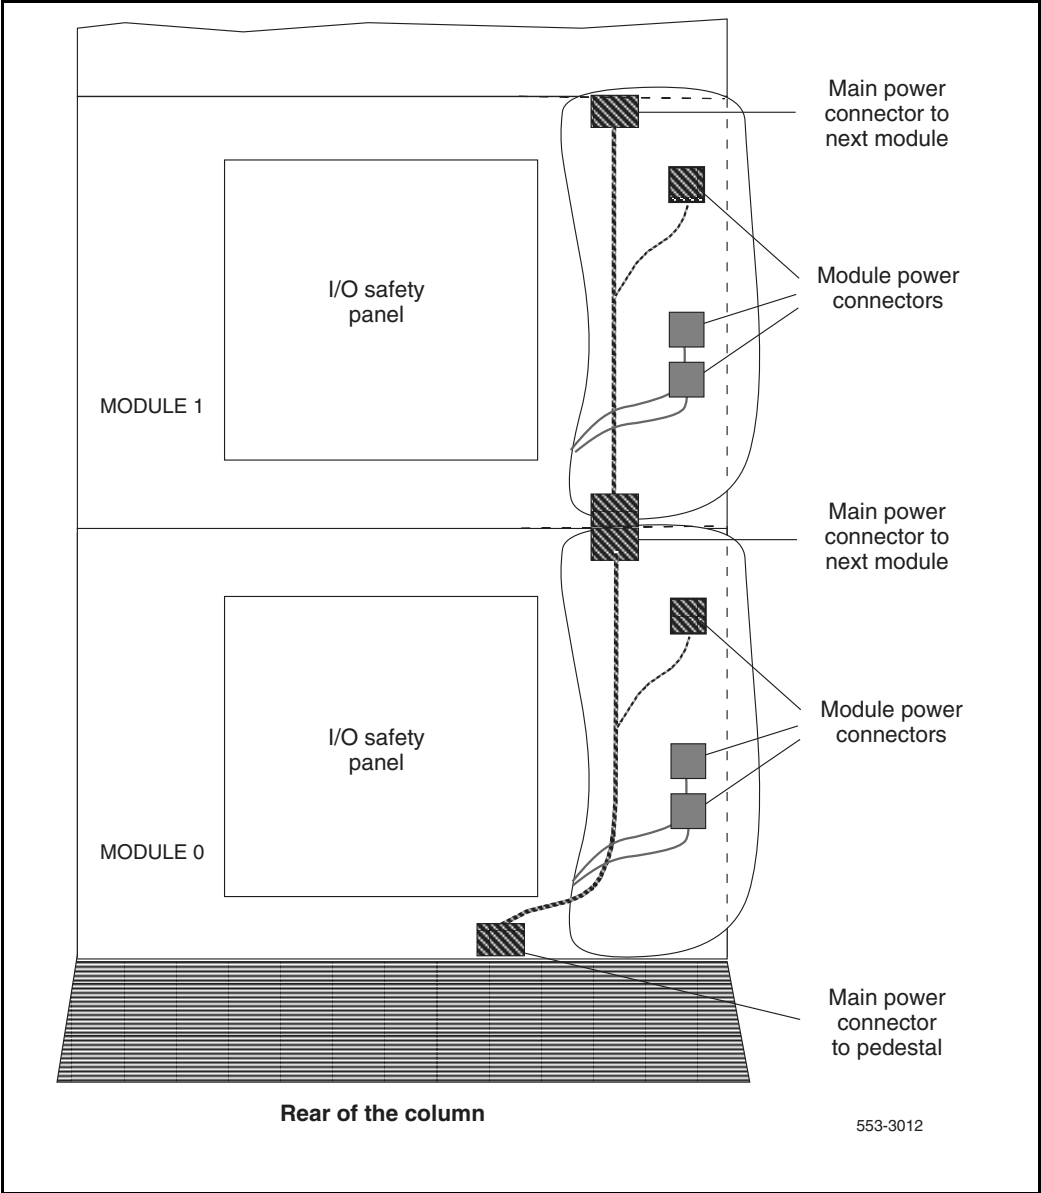 Main power
connector to
next module
I/O safety
panel
Module power
connectors
MODULE 1
Main power
connector to
next module
I/O safety
panel
Module power
connectors
MODULE 0
Main power
connector
to pedestal
Rear of the column
553-3012